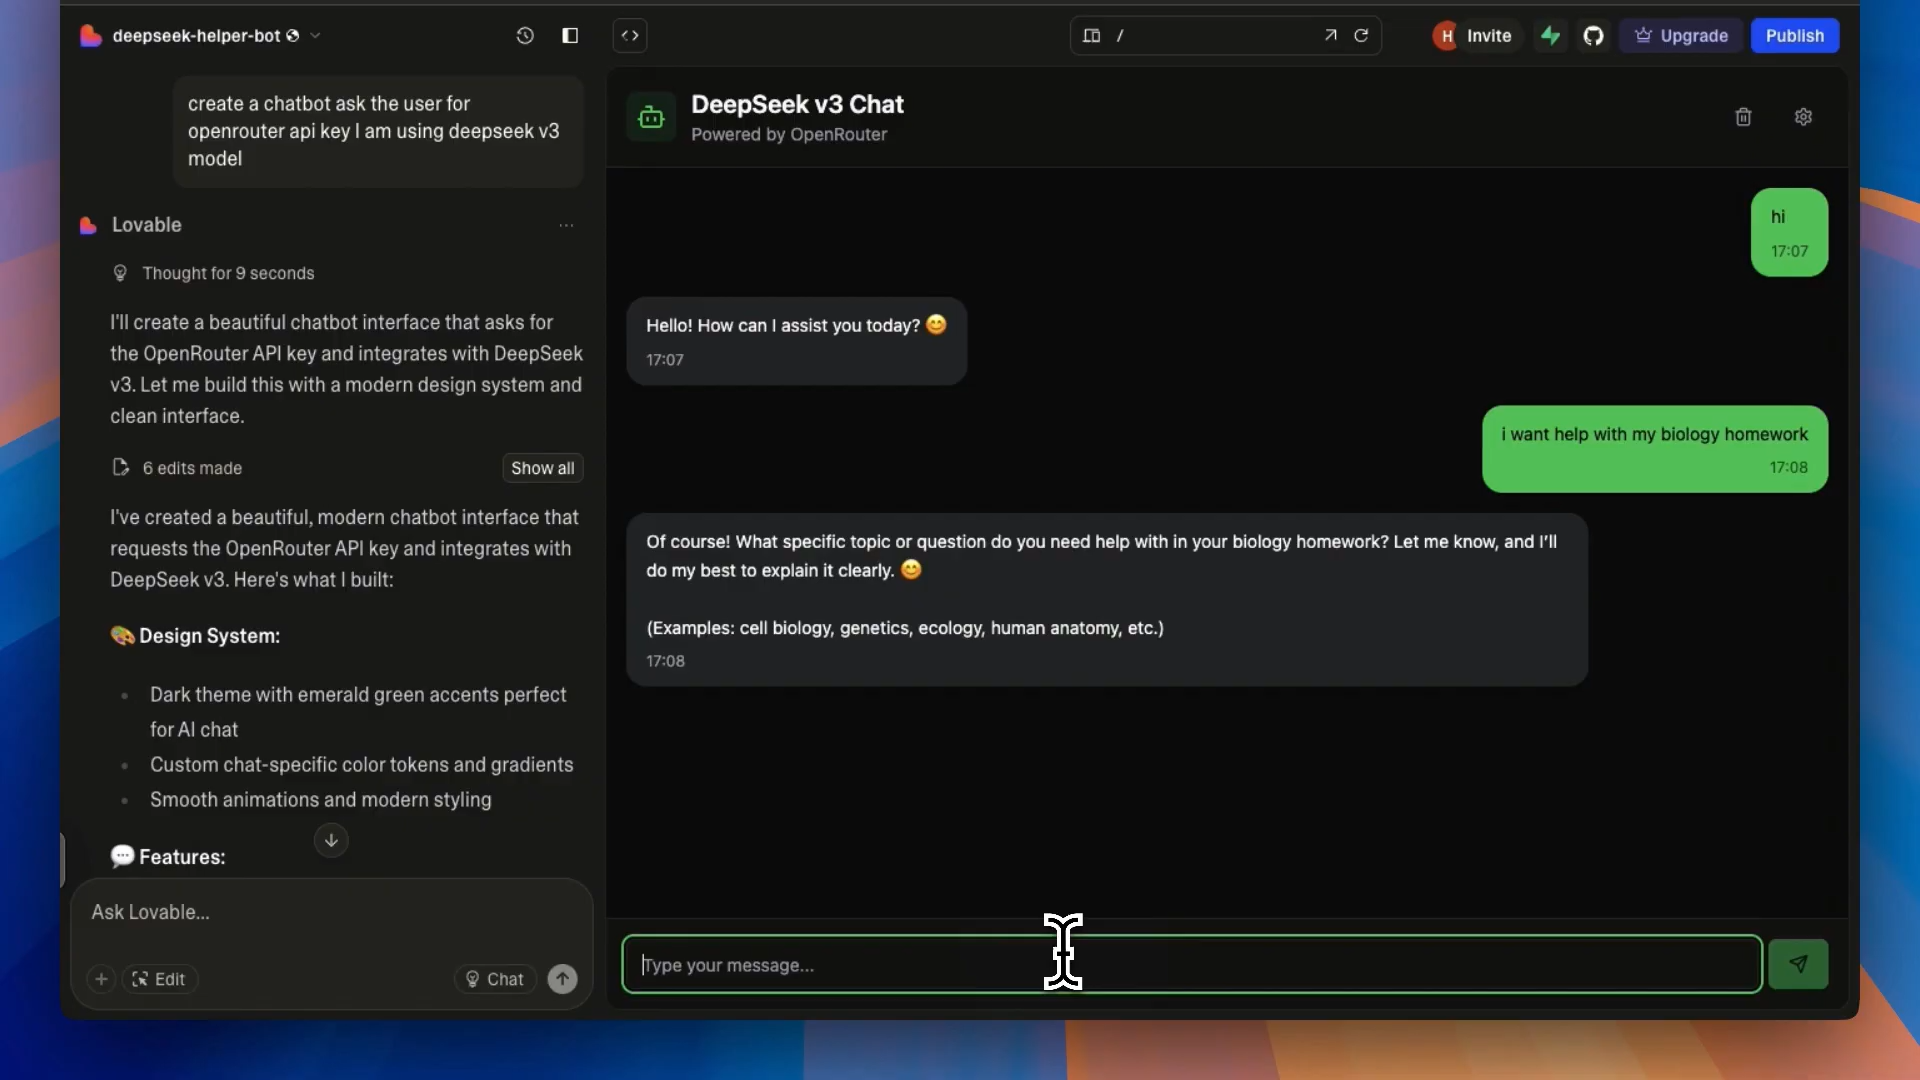 deepseek-helper-bot
/
H Invite
Upgrade
Publish
create a chatbot ask the user for
openrouter api key I am using deepseek v3
model
Lovable
Thought for 9 seconds
I'll create a beautiful chatbot interface that asks for
the OpenRouter API key and integrates with DeepSeek
v3. Let me build this with a modern design system and
clean interface.
6 edits made
Show all
I've created a beautiful, modern chatbot interface that
requests the OpenRouter API key and integrates with
DeepSeek v3. Here's what I built:
🎨 Design System:
• Dark theme with emerald green accents perfect
for AI chat
• Custom chat-specific color tokens and gradients
• Smooth animations and modern styling
💬 Features:
Ask Lovable...
Edit
Chat
DeepSeek v3 Chat
Powered by OpenRouter
hi
17:07
Hello! How can I assist you today? 😊
17:07
i want help with my biology homework
17:08
Of course! What specific topic or question do you need help with in your biology homework? Let me know, and I’ll
do my best to explain it clearly. 😊
(Examples: cell biology, genetics, ecology, human anatomy, etc.)
17:08
Type your message...